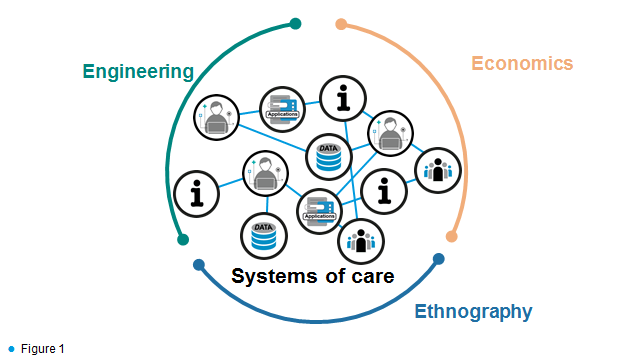 Engineering
Economics
Applications
i
DATA
i
i
Applications
DATA
Systems of care
Ethnography
Figure 1